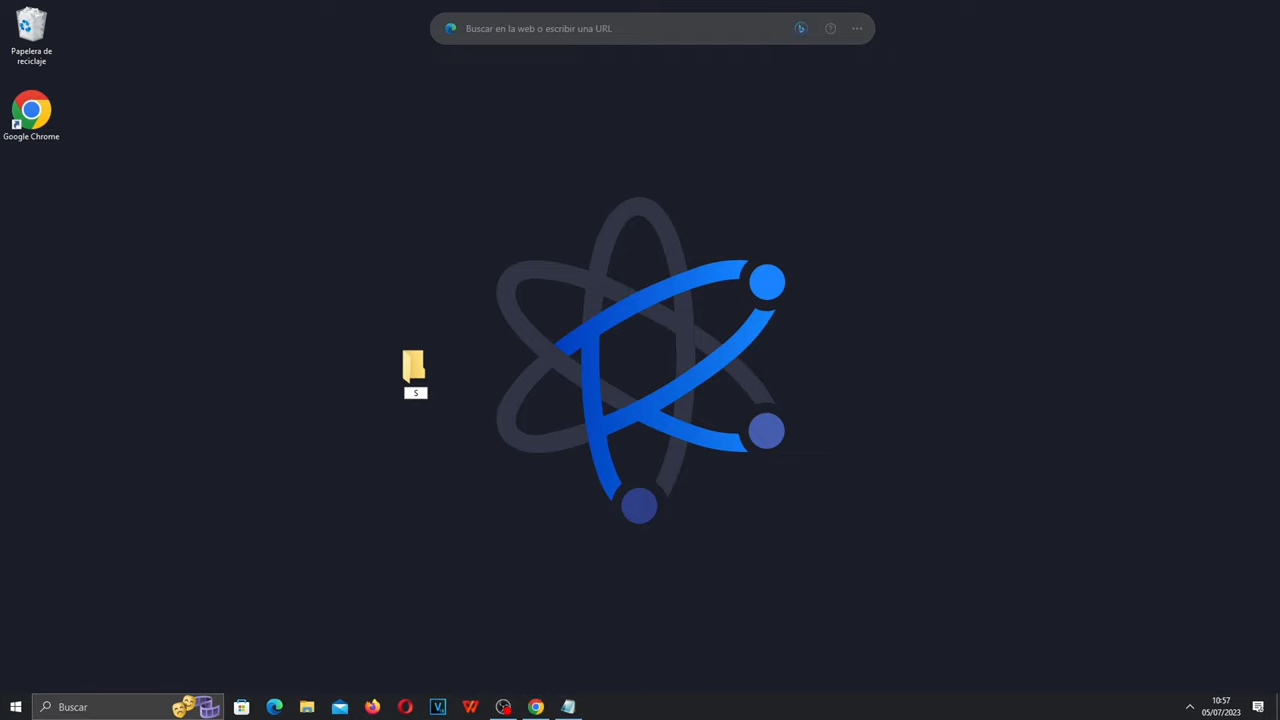 Buscar en la web o escribir una URL
Papelera de
reciclaje
Google Chrome
S
Buscar
10:57
05/07/2023